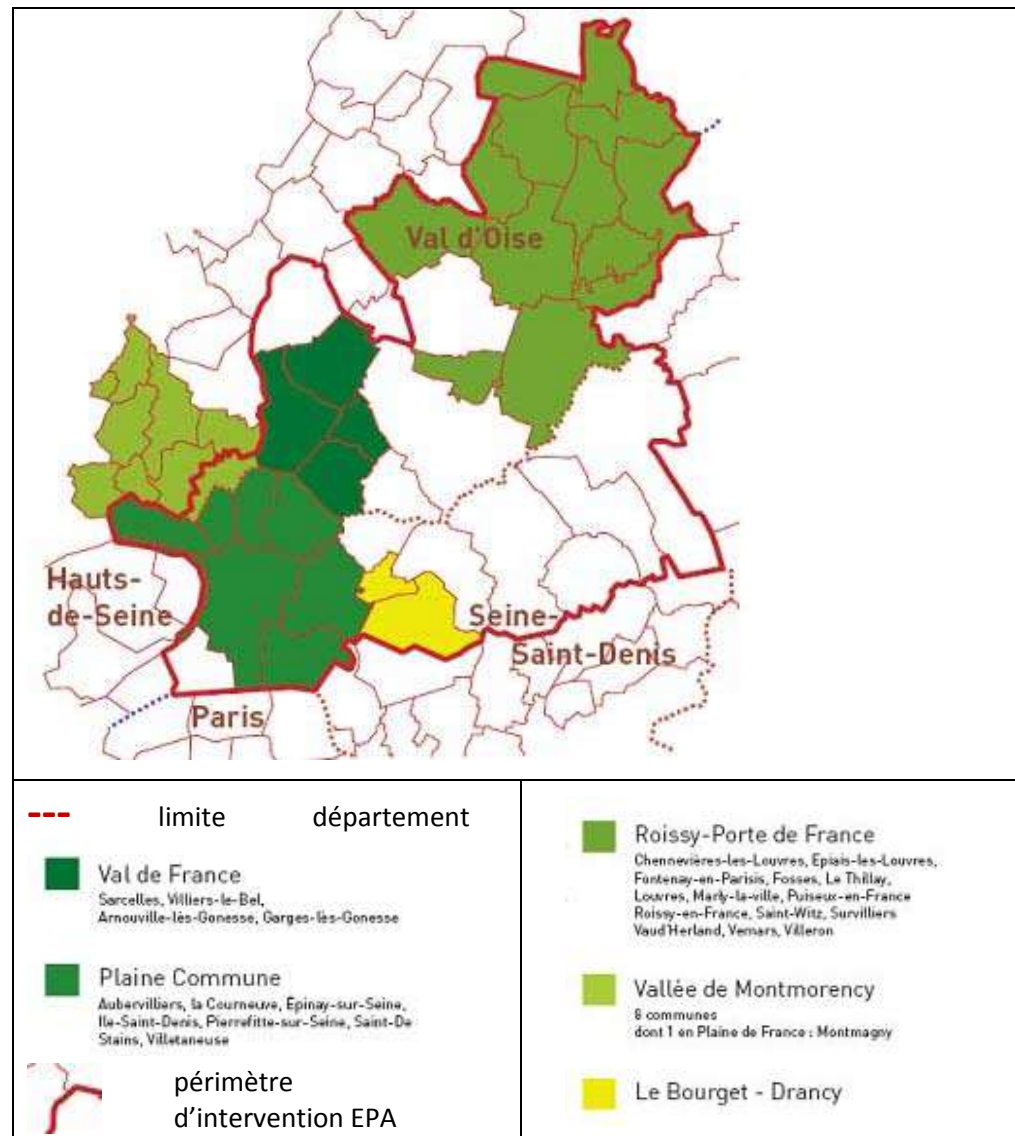 Val d'Oise
Hauts-
de-Seine
Seine-
Saint-Denis
Paris
limite département
Val de France
Sarcelles, Villiers-le-Bel,
Arnouville-lès-Gonesse, Garges-lès-Gonesse
Plaine Commune
Aubervilliers, la Courneuve, Épinay-sur-Seine,
Ile-Saint-Denis, Pierrefitte-sur-Seine, Saint-De
Stains, Villetaneuse
périmètre
d'intervention EPA
Roissy-Porte de France
Chennevières-les-Louvres, Epiais-les-Louvres,
Fontenay-en-Parisis, Fosses, Le Thillay,
Louvres, Marly-la-ville, Puiseux-en-France
Roissy-en-France, Saint-Witz, Survilliers
Vaud'Herland, Vemars, Villeron
Vallée de Montmorency
8 communes
dont 1 en Plaine de France : Montmagny
Le Bourget - Drancy